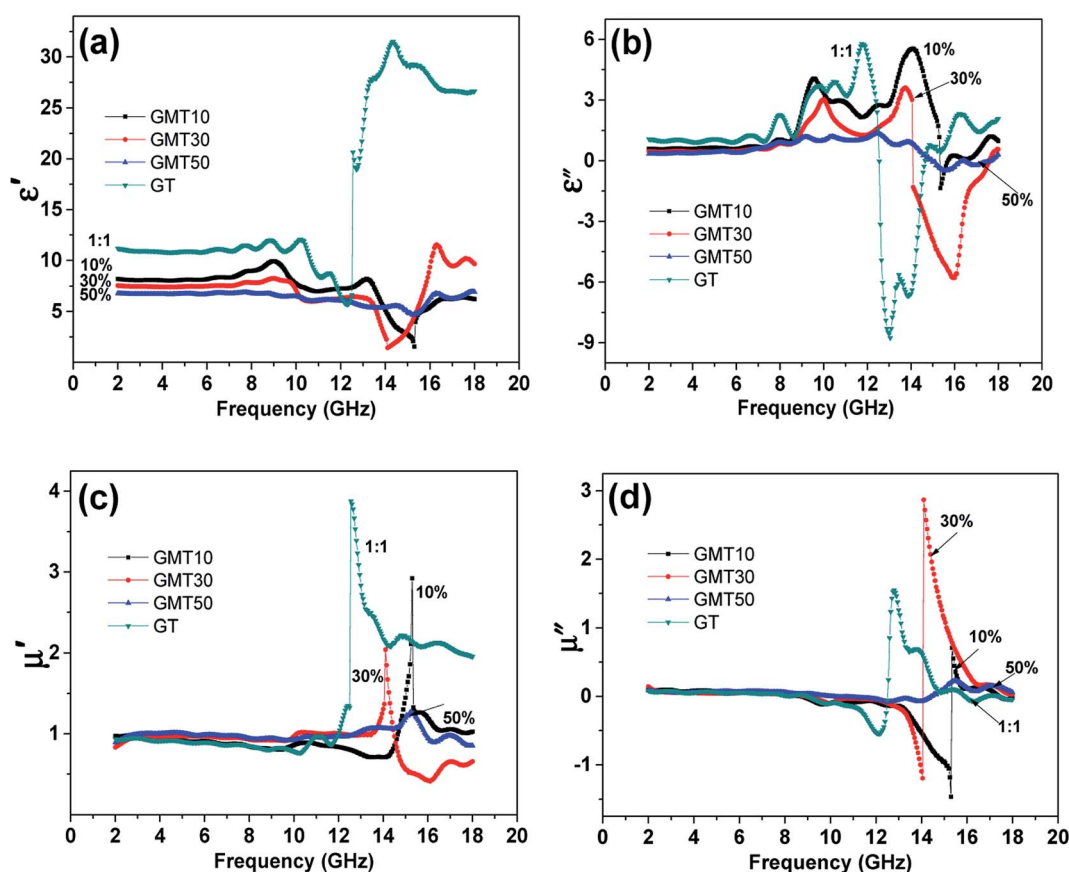 (a)
30
25
20
15
10
5
ε′
GMT10
GMT30
GMT50
GT
1:1
10%
30%
50%
0 2 4 6 8 10 12 14 16 18 20
Frequency (GHz)
(b)
6
3
0
-3
-6
-9
ε″
1:1
10%
30%
50%
GMT10
GMT30
GMT50
GT
0 2 4 6 8 10 12 14 16 18 20
Frequency (GHz)
(c)
4
3
2
1
μ′
GMT10
GMT30
GMT50
GT
1:1
10%
30%
50%
0 2 4 6 8 10 12 14 16 18 20
Frequency (GHz)
(d)
3
2
1
0
-1
μ″
GMT10
GMT30
GMT50
GT
30%
10%
50%
1:1
0 2 4 6 8 10 12 14 16 18 20
Frequency (GHz)